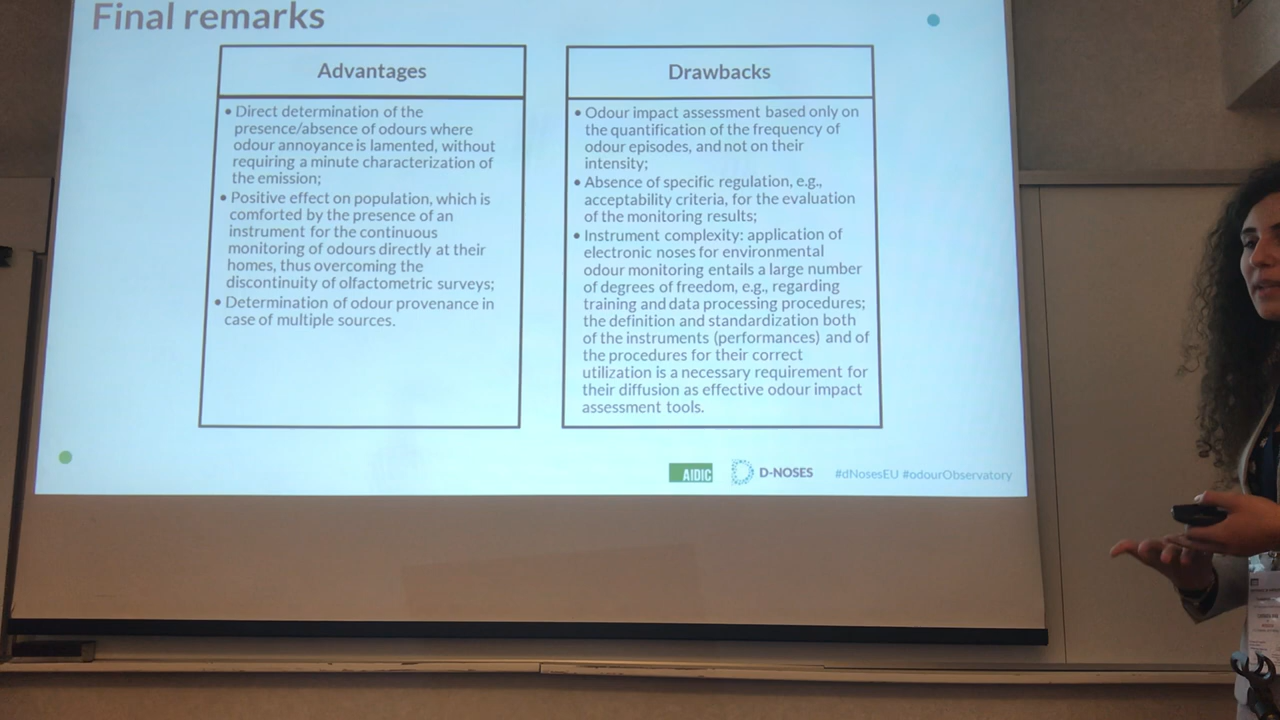 Final remarks
Advantages
• Direct determination of the
presence/absence of odours where
odour annoyance is lamented, without
requiring a minute characterization of
the emission;
• Positive effect on population, which is
comforted by the presence of an
instrument for the continuous
monitoring of odours directly at their
homes, thus overcoming the
discontinuity of olfactometric surveys;
• Determination of odour provenance in
case of multiple sources.
Drawbacks
• Odour impact assessment based only on
the quantification of the frequency of
odour episodes, and not on their
intensity;
• Absence of specific regulation, e.g.,
acceptability criteria, for the evaluation
of the monitoring results;
• Instrument complexity: application of
electronic noses for environmental
odour monitoring entails a large number
of degrees of freedom, e.g., regarding
training and data processing procedures;
the definition and standardization both
of the instruments (performances) and of
the procedures for their correct
utilization is a necessary requirement for
their diffusion as effective odour impact
assessment tools.
AIDIC
D-NOSES
#dNosesEU #odourObservatory